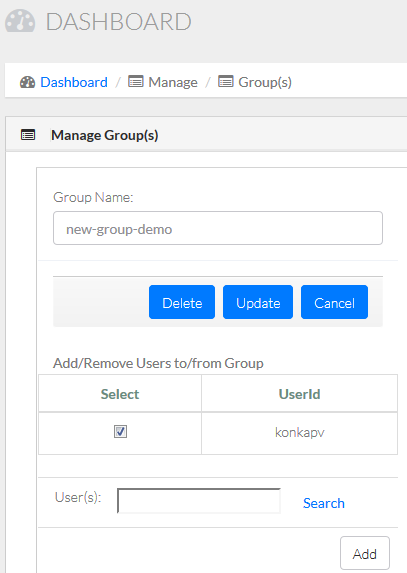 DASHBOARD
Dashboard / Manage / Group(s)
Manage Group(s)
Group Name:
new-group-demo
Delete Update Cancel
Add/Remove Users to/from Group
Select UserId
konkapv
User(s): Search
Add